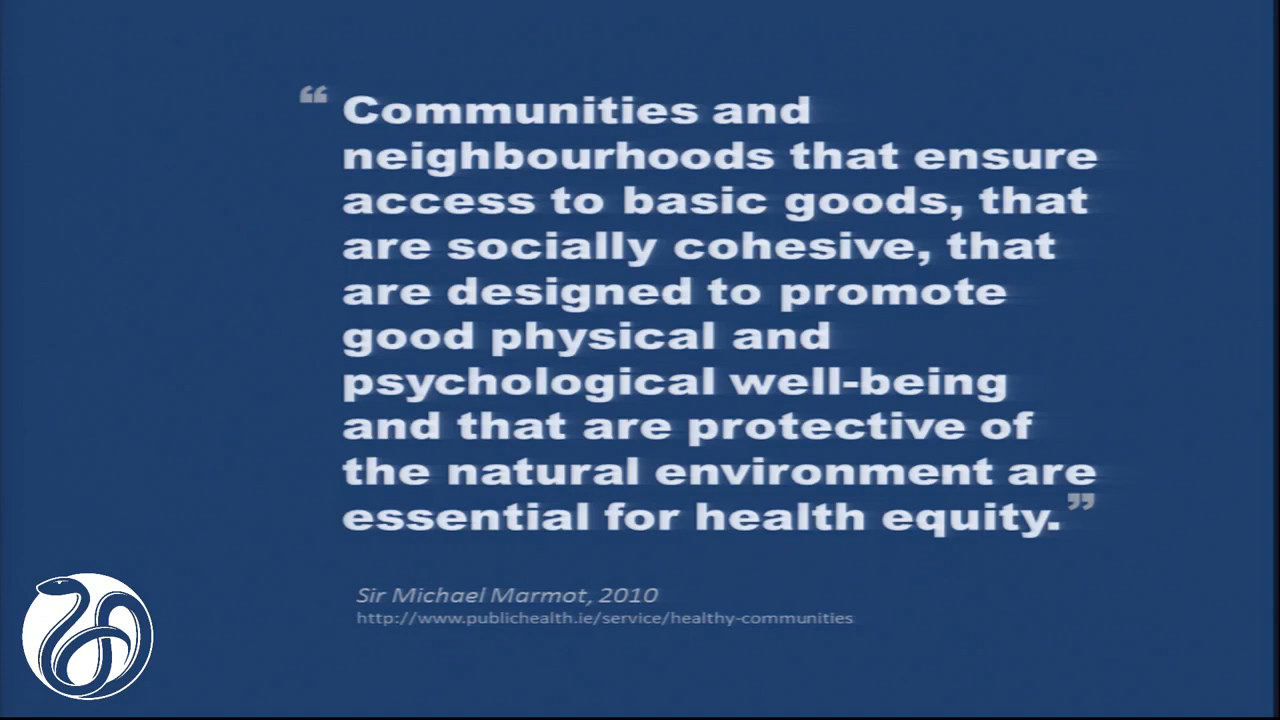 “ Communities and
neighbourhoods that ensure
access to basic goods, that
are socially cohesive, that
are designed to promote
good physical and
psychological well-being
and that are protective of
the natural environment are
essential for health equity.”
Sir Michael Marmot, 2010
http://www.publichealth.ie/service/healthy-communities